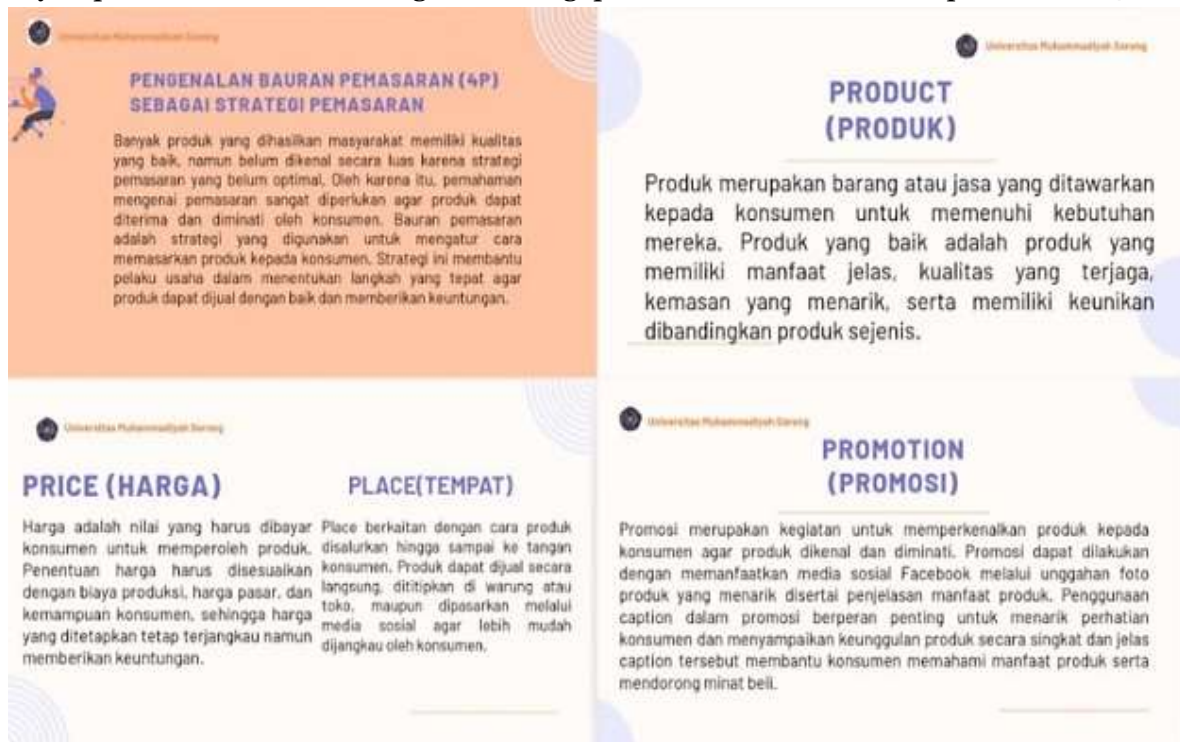 Universitas Muhammadiyah Sorong
PENGENALAN BAURAN PEMASARAN (4P)
SEBAGAI STRATEGI PEMASARAN
Banyak produk yang dihasilkan masyarakat memiliki kualitas
yang baik, namun belum dikenal secara luas karena strategi
pemasaran yang belum optimal. Oleh karena itu, pemahaman
mengenai pemasaran sangat diperlukan agar produk dapat
diterima dan diminati oleh konsumen. Bauran pemasaran
adalah strategi yang digunakan untuk mengatur cara
memasarkan produk kepada konsumen. Strategi ini membantu
pelaku usaha dalam menentukan langkah yang tepat agar
produk dapat dijual dengan baik dan memberikan keuntungan.
Universitas Muhammadiyah Sorong
PRODUCT
(PRODUK)
Produk merupakan barang atau jasa yang ditawarkan
kepada konsumen untuk memenuhi kebutuhan
mereka. Produk yang baik adalah produk yang
memiliki manfaat jelas, kualitas yang terjaga,
kemasan yang menarik, serta memiliki keunikan
dibandingkan produk sejenis.
Universitas Muhammadiyah Sorong
PRICE (HARGA)
Harga adalah nilai yang harus dibayar
konsumen untuk memperoleh produk.
Penentuan harga harus disesuaikan
dengan biaya produksi, harga pasar, dan
kemampuan konsumen, sehingga harga
yang ditetapkan tetap terjangkau namun
memberikan keuntungan.
PLACE(TEMPAT)
Place berkaitan dengan cara produk
disalurkan hingga sampai ke tangan
konsumen. Produk dapat dijual secara
langsung, dititipkan di warung atau
toko, maupun dipasarkan melalui
media sosial agar lebih mudah
dijangkau oleh konsumen.
Universitas Muhammadiyah Sorong
PROMOTION
(PROMOSI)
Promosi merupakan kegiatan untuk memperkenalkan produk kepada
konsumen agar produk dikenal dan diminati. Promosi dapat dilakukan
dengan memanfaatkan media sosial Facebook melalui unggahan foto
produk yang menarik disertai penjelasan manfaat produk. Penggunaan
caption dalam promosi berperan penting untuk menarik perhatian
konsumen dan menyampaikan keunggulan produk secara singkat dan jelas
caption tersebut membantu konsumen memahami manfaat produk serta
mendorong minat beli.